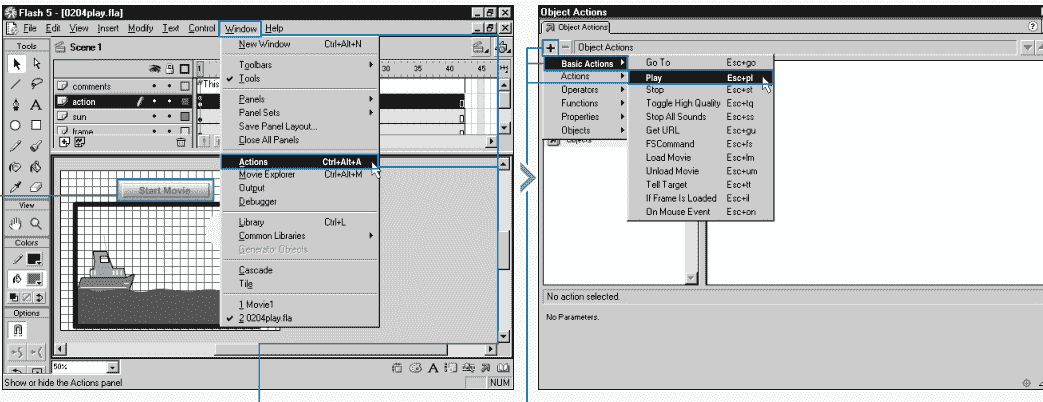 Flash 5 - [0204play.fla]
File Edit View Insert Modify Text Control Window Help
Tools
Scene 1
comments
action
sun
frame
This
30 35 40 45
View
Colors
Options
Start Movie
50%
Show or hide the Actions panel
NUM
New Window Ctrl+Alt+N
Toolbars
Tools
Panels
Panel Sets
Save Panel Layout...
Close All Panels
Actions Ctrl+Alt+A
Movie Explorer Ctrl+Alt+M
Output
Debugger
Library Ctrl+L
Common Libraries
Generator Objects
Cascade
Tile
1 Movie1
2 0204play.fla
Object Actions
Object Actions
Object Actions
Basic Actions
Actions
Operators
Functions
Properties
Objects
Objects
Go To Esc+go
Play Esc+pl
Stop Esc+st
Toggle High Quality Esc+tq
Stop All Sounds Esc+ss
Get URL Esc+gu
FSCommand Esc+fs
Load Movie Esc+lm
Unload Movie Esc+um
Tell Target Esc+tt
If Frame Is Loaded Esc+il
On Mouse Event Esc+on
No action selected.
No Parameters.